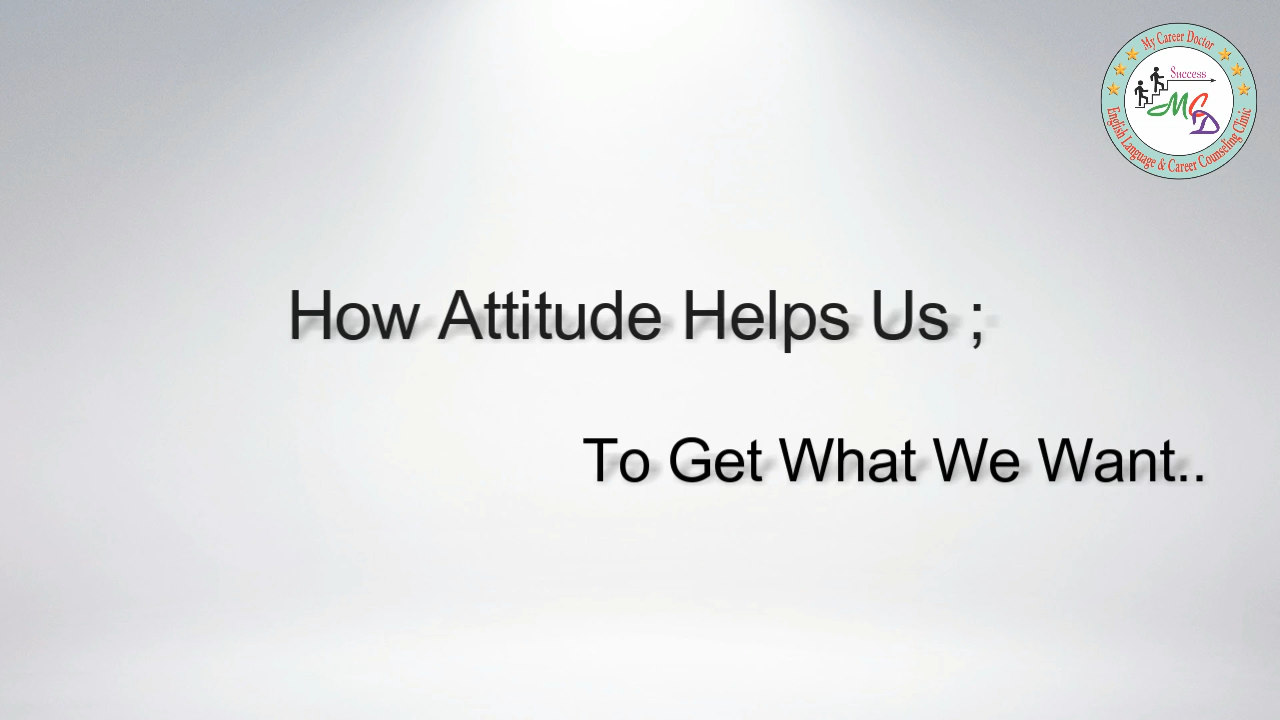 My Career Doctor
Success
MCD
English Language & Career Counseling Clinic
How Attitude Helps Us ;
To Get What We Want..